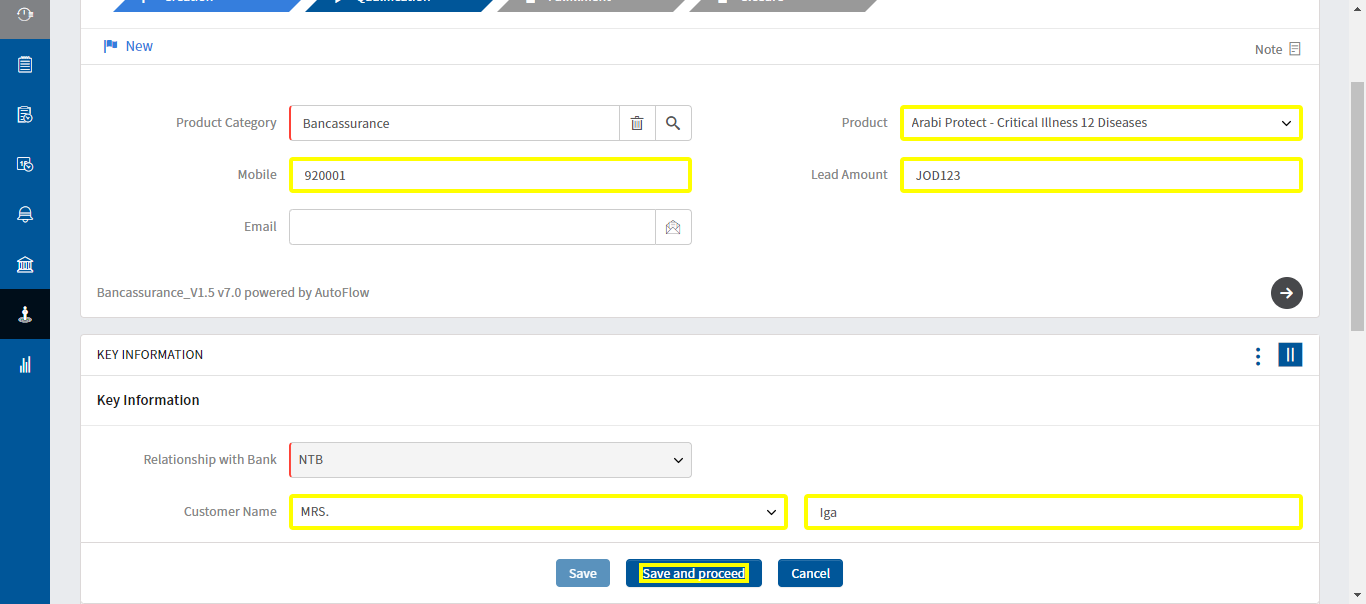 New
Note
Product Category
Bancassurance
Product
Arabi Protect - Critical Illness 12 Diseases
Mobile
920001
Lead Amount
JOD123
Email
Bancassurance_V1.5 v7.0 powered by AutoFlow
KEY INFORMATION
Key Information
Relationship with Bank
NTB
Customer Name
MRS.
Iga
Save
Save and proceed
Cancel